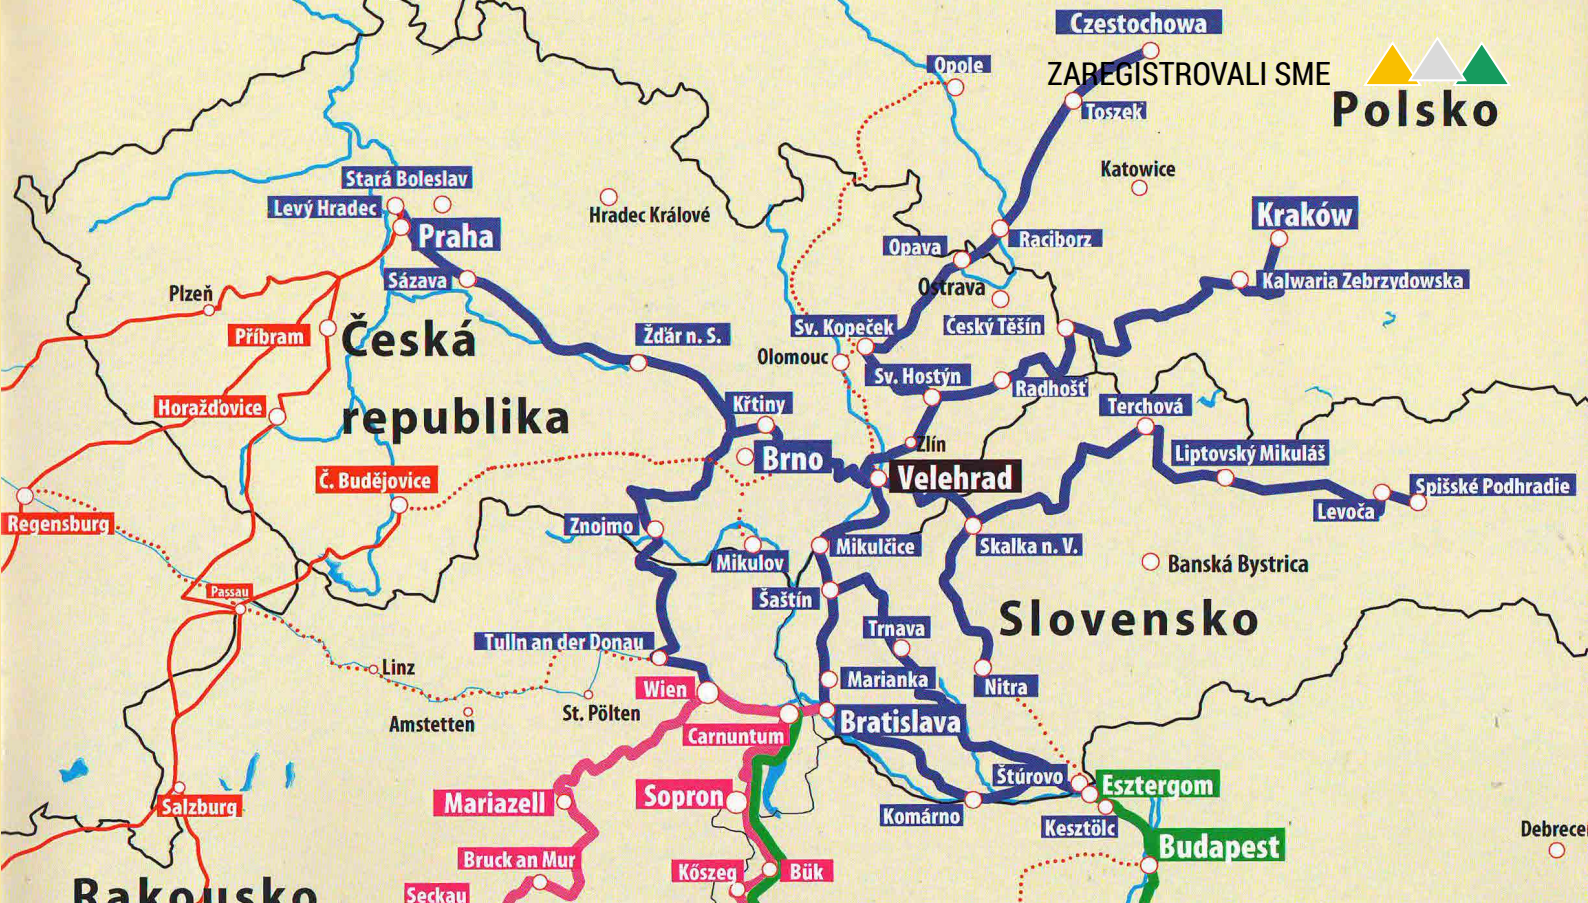 Czestochowa
ZAREGISTROVALI SME
Opole
Toszek
Polsko
Katowice
Stará Boleslav
Levý Hradec
Hradec Králové
Kraków
Praha
Opava
Raciborz
Sázava
Ostrava
Kalwaria Zebrzydowska
Plzeň
Příbram
Česká
republika
Žďár n. S.
Sv. Kopeček
Český Těšín
Olomouc
Sv. Hostýn
Radhošť
Křtiny
Terchová
Horažďovice
Zlín
Brno
Velehrad
Liptovský Mikuláš
Č. Budějovice
Spišské Podhradie
Levoča
Regensburg
Znojmo
Mikulčice
Skalka n. V.
Mikulov
Banská Bystrica
Passau
Šaštín
Slovensko
Trnava
Tulln an der Donau
Linz
Wien
Marianka
Nitra
Amstetten
St. Pölten
Carnuntum
Bratislava
Štúrovo
Esztergom
Salzburg
Mariazell
Sopron
Komárno
Kesztölc
Debrece
Budapest
Bruck an Mur
Kőszeg
Bük
Rakousko
Seckau